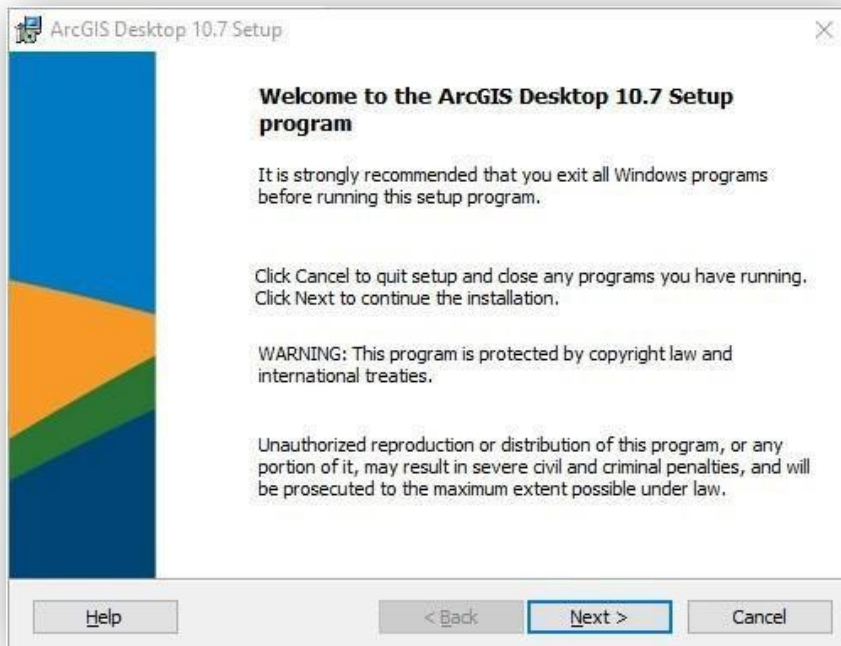 ArcGIS Desktop 10.7 Setup
Welcome to the ArcGIS Desktop 10.7 Setup
program
It is strongly recommended that you exit all Windows programs
before running this setup program.
Click Cancel to quit setup and close any programs you have running.
Click Next to continue the installation.
WARNING: This program is protected by copyright law and
international treaties.
Unauthorized reproduction or distribution of this program, or any
portion of it, may result in severe civil and criminal penalties, and will
be prosecuted to the maximum extent possible under law.
Help < Back Next > Cancel